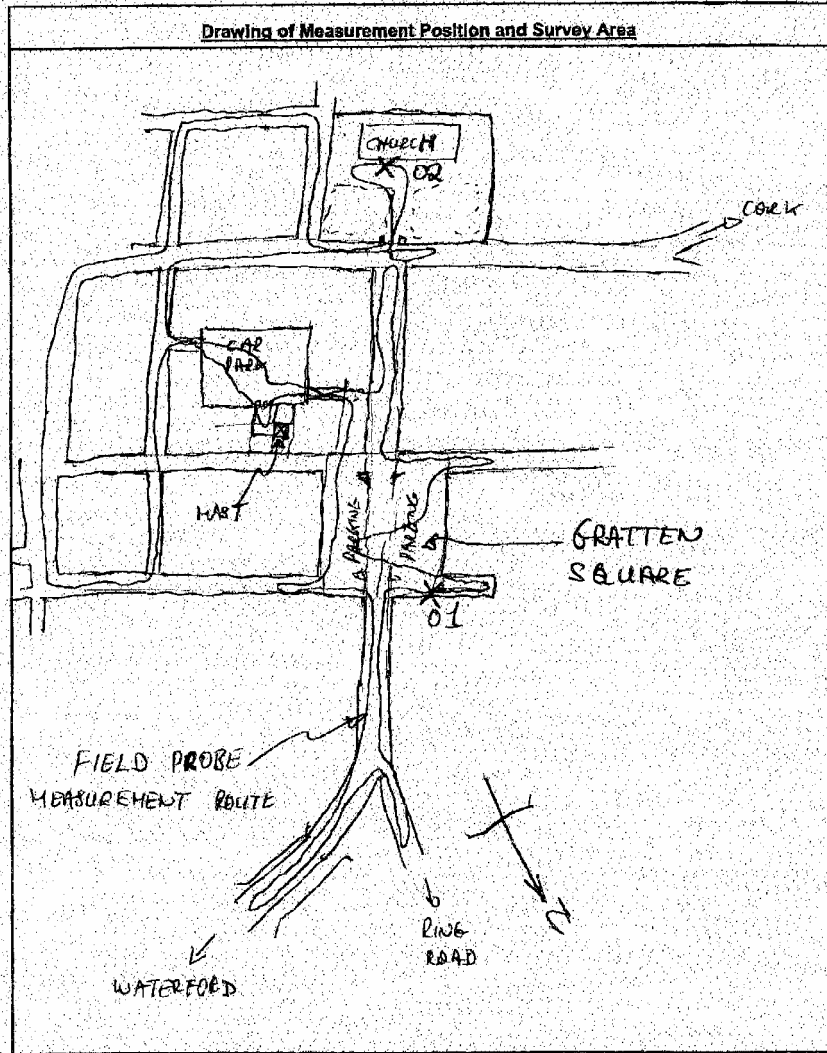 Drawing of Measurement Position and Survey Area
CHURCH
02
CORK
CAR
PARK
MAST
PARKING
PARKING
GRATTEN
SQUARE
01
FIELD PROBE
MEASUREMENT ROUTE
N
RING
ROAD
WATERFORD